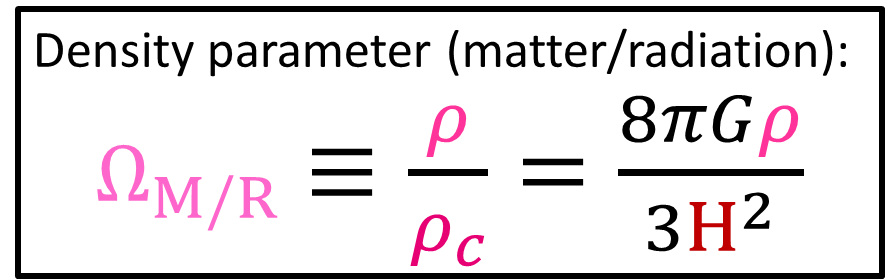 Density parameter (matter/radiation):
Ω_M/R ≡ ρ/ρ_c = 8πGρ/3H²